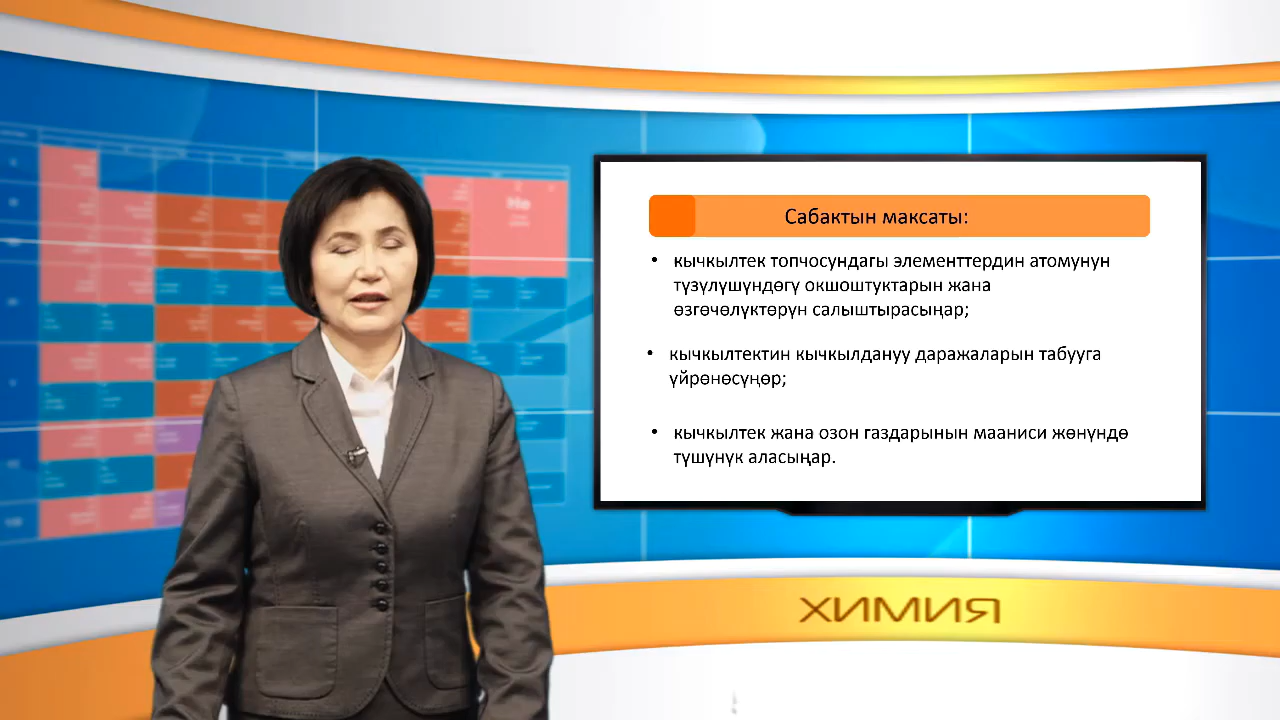 He
Сабактын максаты:
• кычкылтек топчосундагы элементтердин атомунун
түзүлүшүндөгү окшоштуктарын жана
өзгөчөлүктөрүн салыштырасыңар;
• кычкылтектин кычкылдануу даражаларын табууга
үйрөнөсүңөр;
• кычкылтек жана озон газдарынын мааниси жөнүндө
түшүнүк аласыңар.
ХИМИЯ